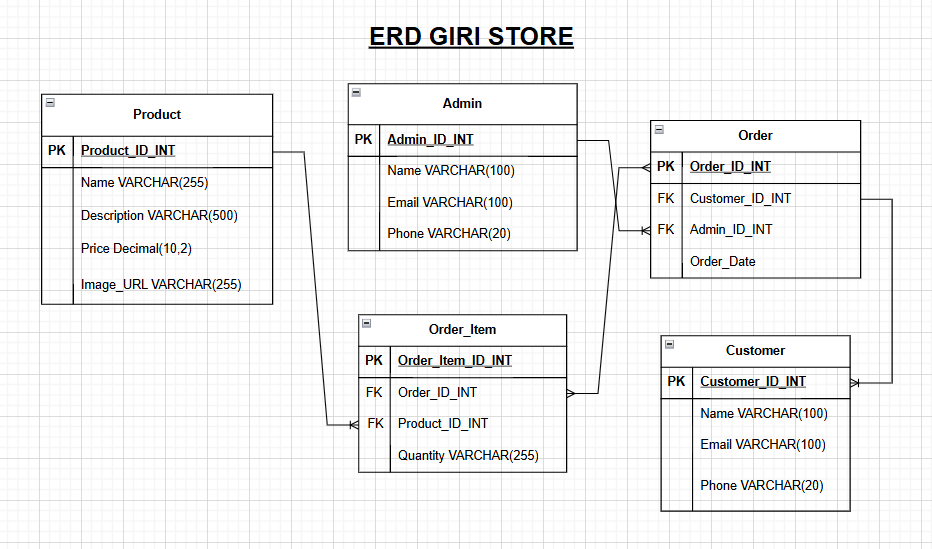 ERD GIRI STORE
Product
PK Product_ID_INT
Name VARCHAR(255)
Description VARCHAR(500)
Price Decimal(10,2)
Image_URL VARCHAR(255)
Admin
PK Admin_ID_INT
Name VARCHAR(100)
Email VARCHAR(100)
Phone VARCHAR(20)
Order
PK Order_ID_INT
FK Customer_ID_INT
FK Admin_ID_INT
Order_Date
Order_Item
PK Order_Item_ID_INT
FK Order_ID_INT
FK Product_ID_INT
Quantity VARCHAR(255)
Customer
PK Customer_ID_INT
Name VARCHAR(100)
Email VARCHAR(100)
Phone VARCHAR(20)